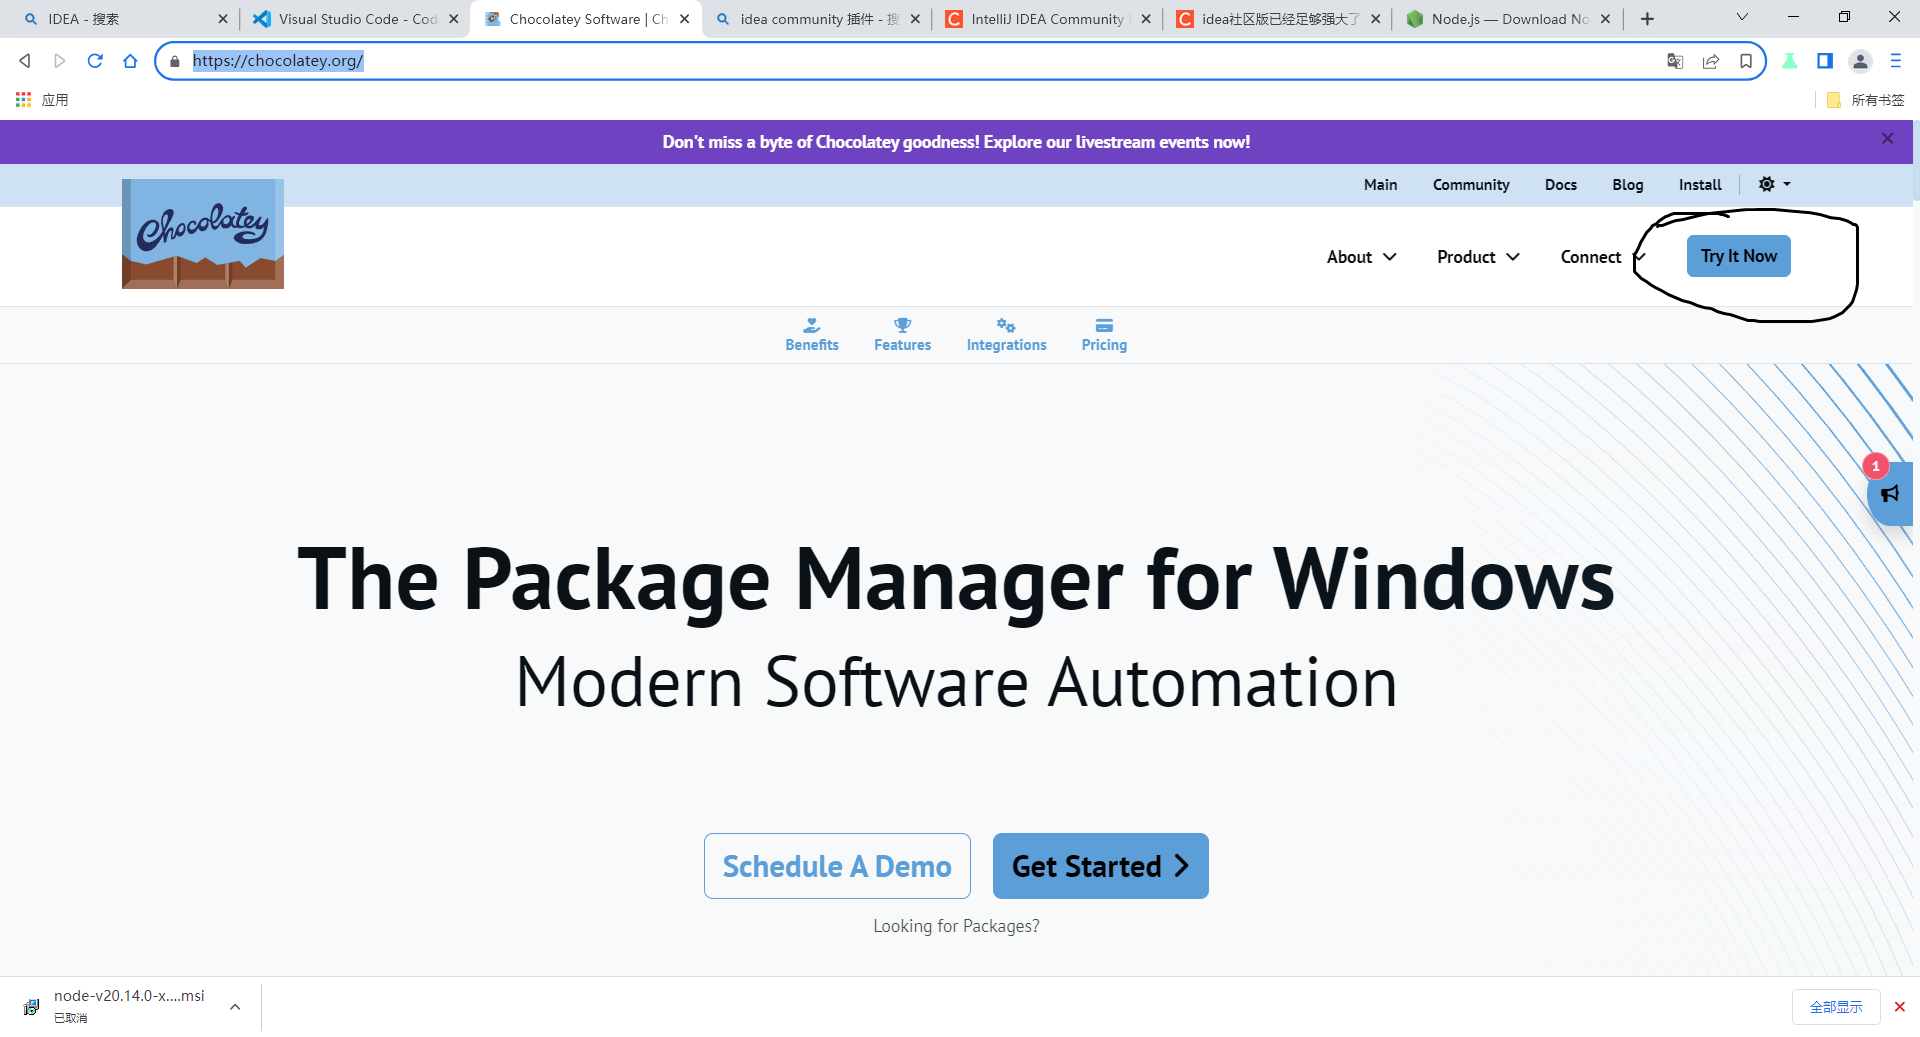 IDEA - 搜索
Visual Studio Code - Cod
Chocolatey Software | Ch
idea community 插件 - 搜
IntelliJ IDEA Community E
idea社区版已经足够强大了
Node.js — Download No
https://chocolatey.org/
应用
所有书签
Don't miss a byte of Chocolatey goodness! Explore our livestream events now!
Main Community Docs Blog Install
Chocolatey
About Product Connect Try It Now
Benefits Features Integrations Pricing
1
The Package Manager for Windows
Modern Software Automation
Schedule A Demo Get Started
Looking for Packages?
node-v20.14.0-x....msi
已取消
全部显示